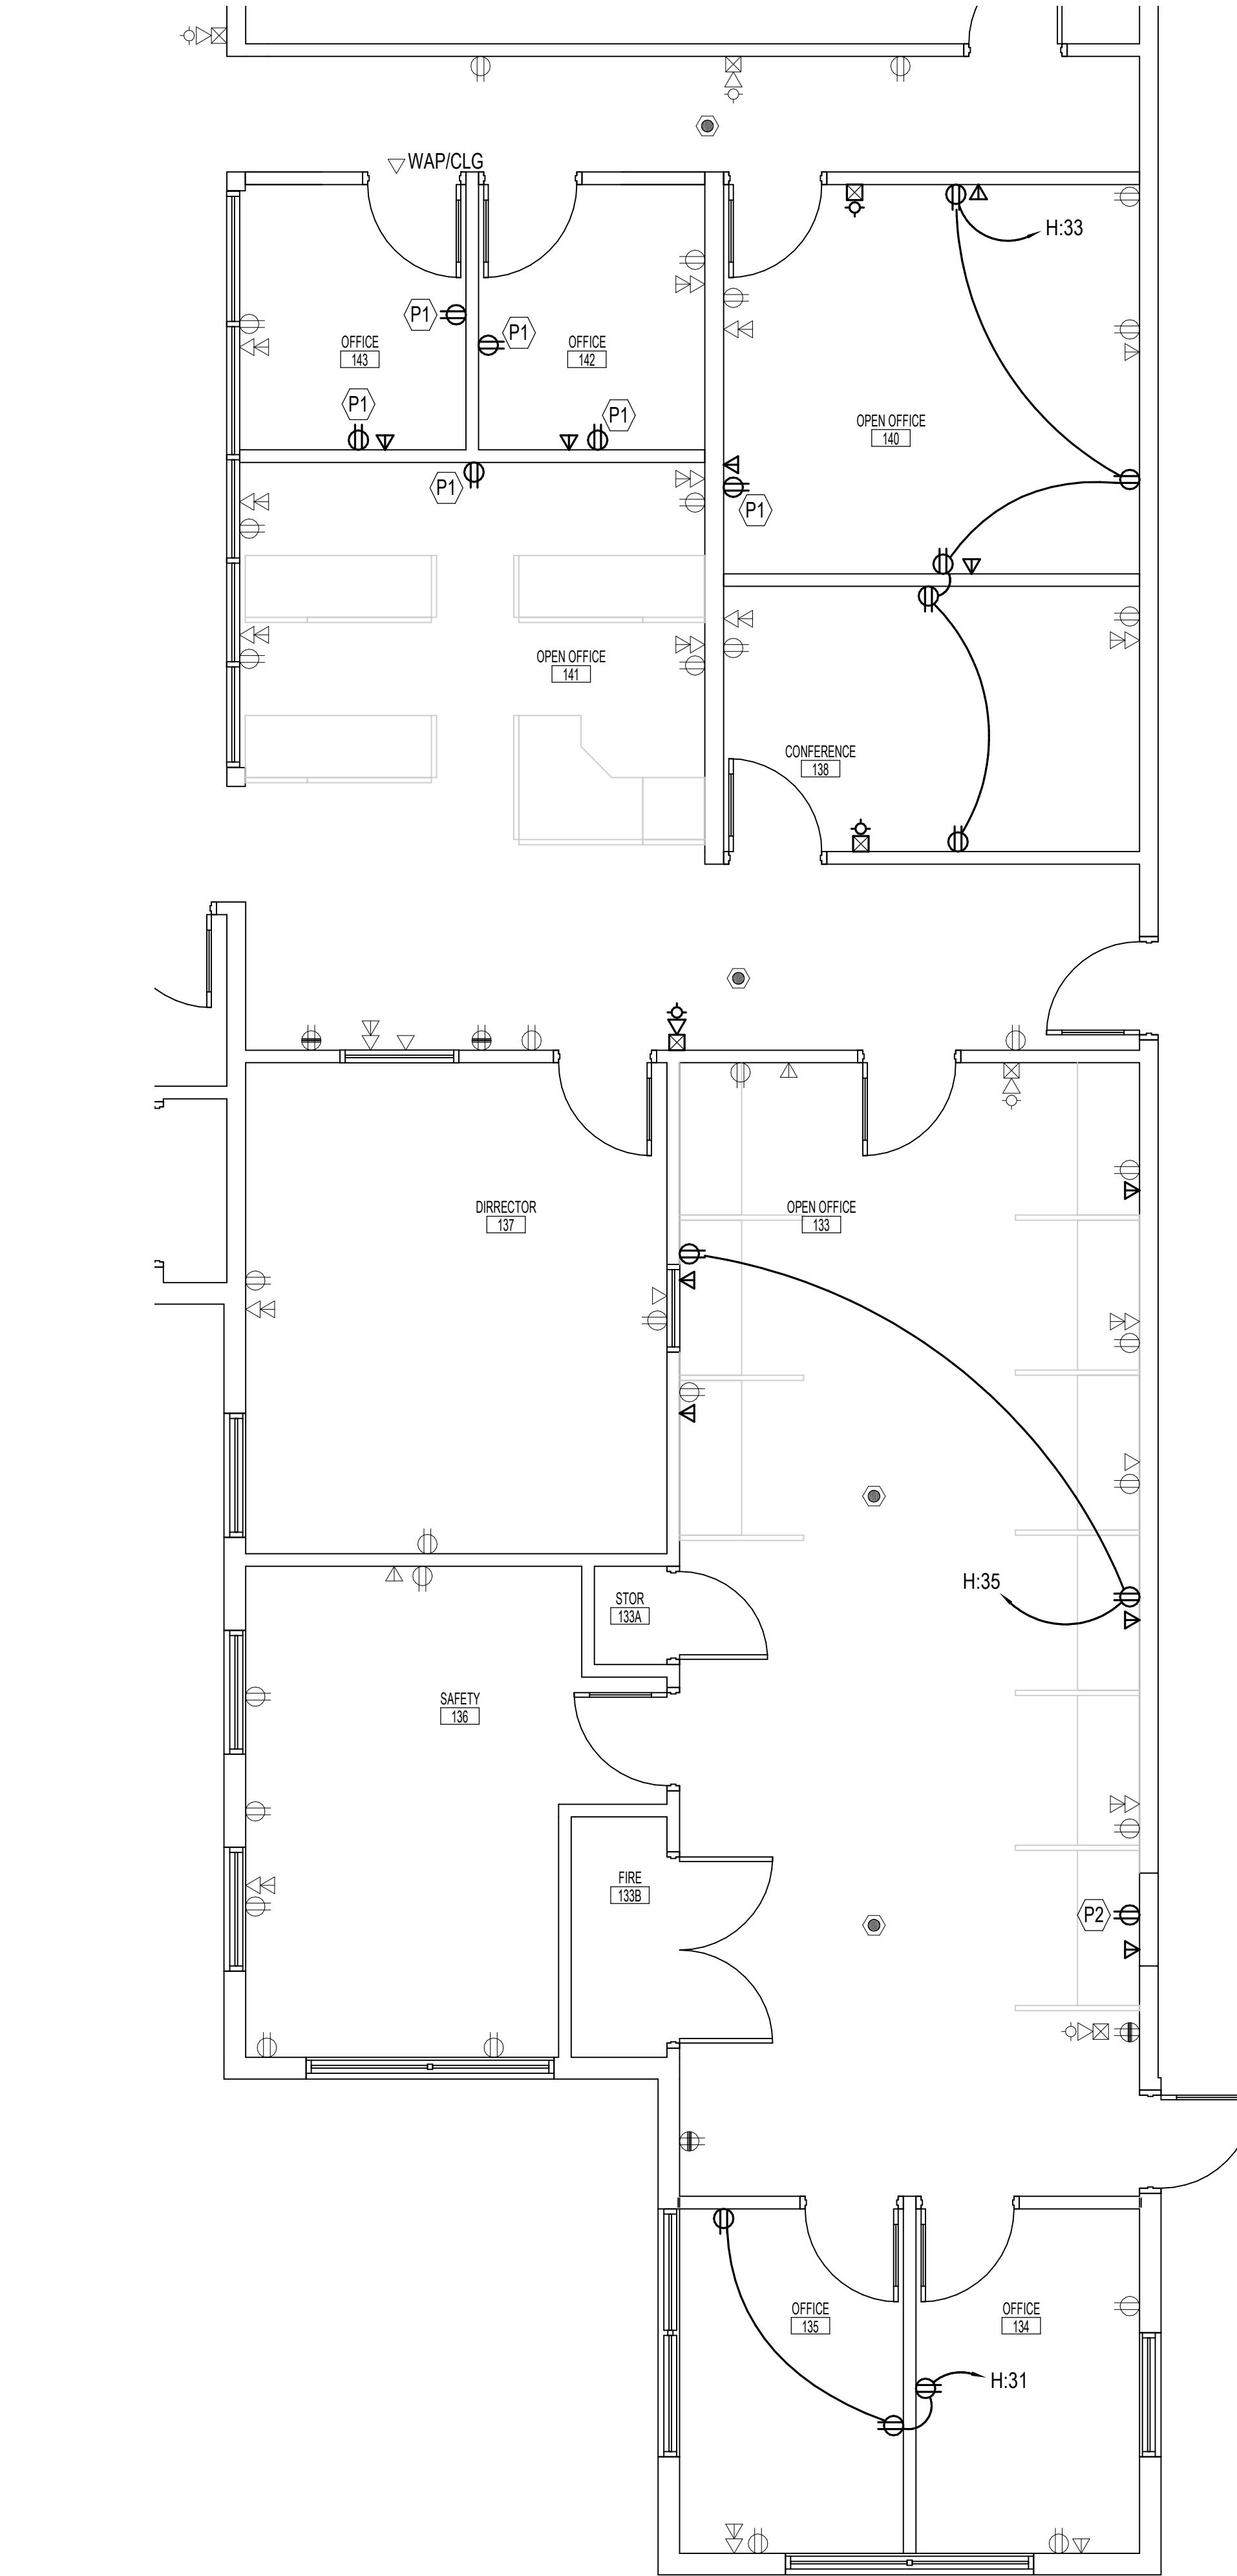 WAP/CLG
H:33
P1
P1
OFFICE
143
OFFICE
142
P1
P1
OPEN OFFICE
140
P1
P1
OPEN OFFICE
141
CONFERENCE
138
DIRRECTOR
137
OPEN OFFICE
133
H:35
STOR
133A
SAFETY
136
FIRE
133B
P2
OFFICE
135
OFFICE
134
H:31